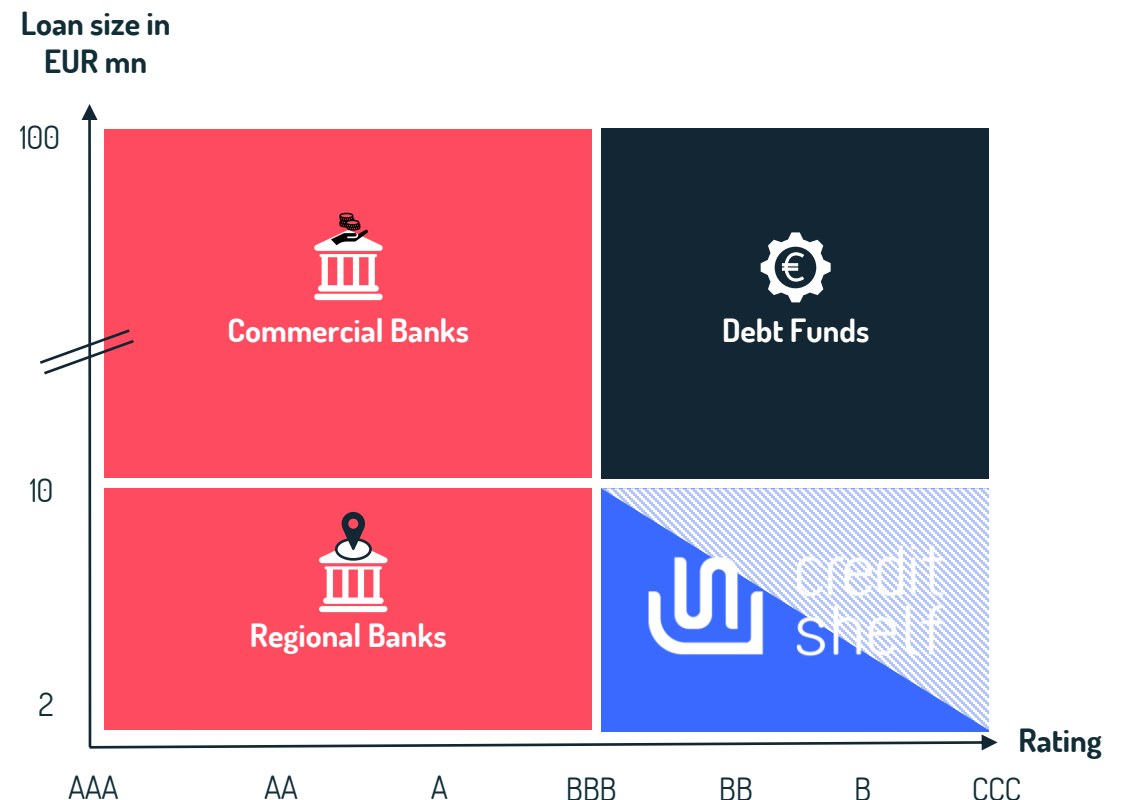 Loan size in
EUR mn
100
Commercial Banks
Debt Funds
€
10
Regional Banks
credit
shelf
2
Rating
AAA AA A BBB BB B CCC